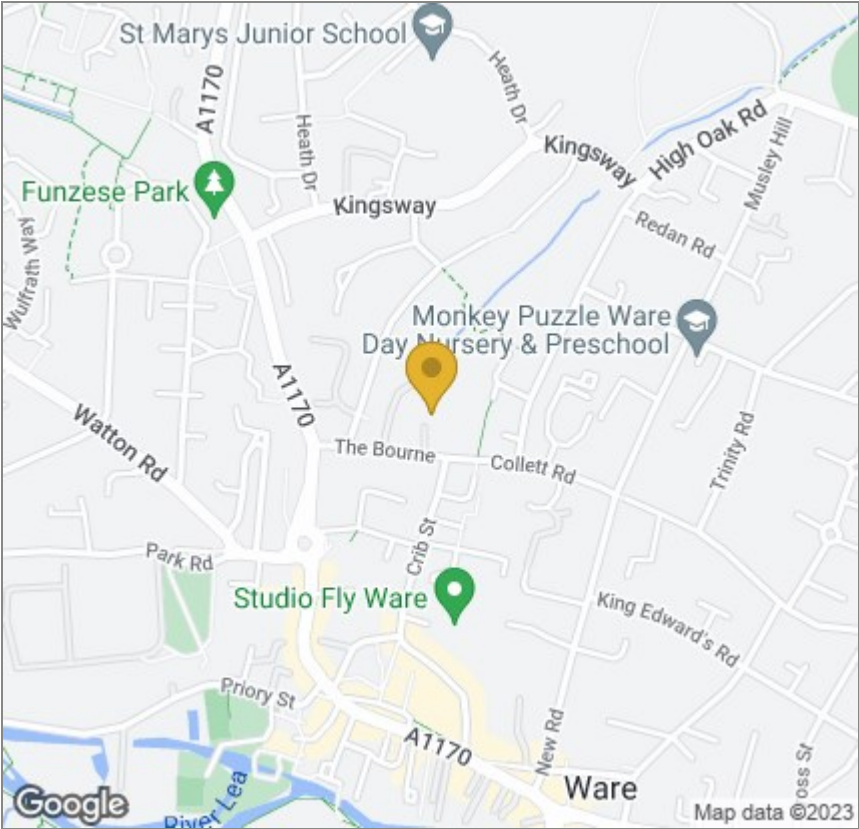 St Marys Junior School
A1170
Heath Dr
Heath Dr
Kingsway
High Oak Rd
Musley Hill
Funzese Park
Kingsway
Redan Rd
Wulfrath Way
Monkey Puzzle Ware
Day Nursery & Preschool
A1170
Watton Rd
The Bourne
Collett Rd
Trinity Rd
Crib St
Park Rd
Studio Fly Ware
King Edward's Rd
Priory St
A1170
New Rd
oss St
Ware
River Lea
Google
Map data ©2023